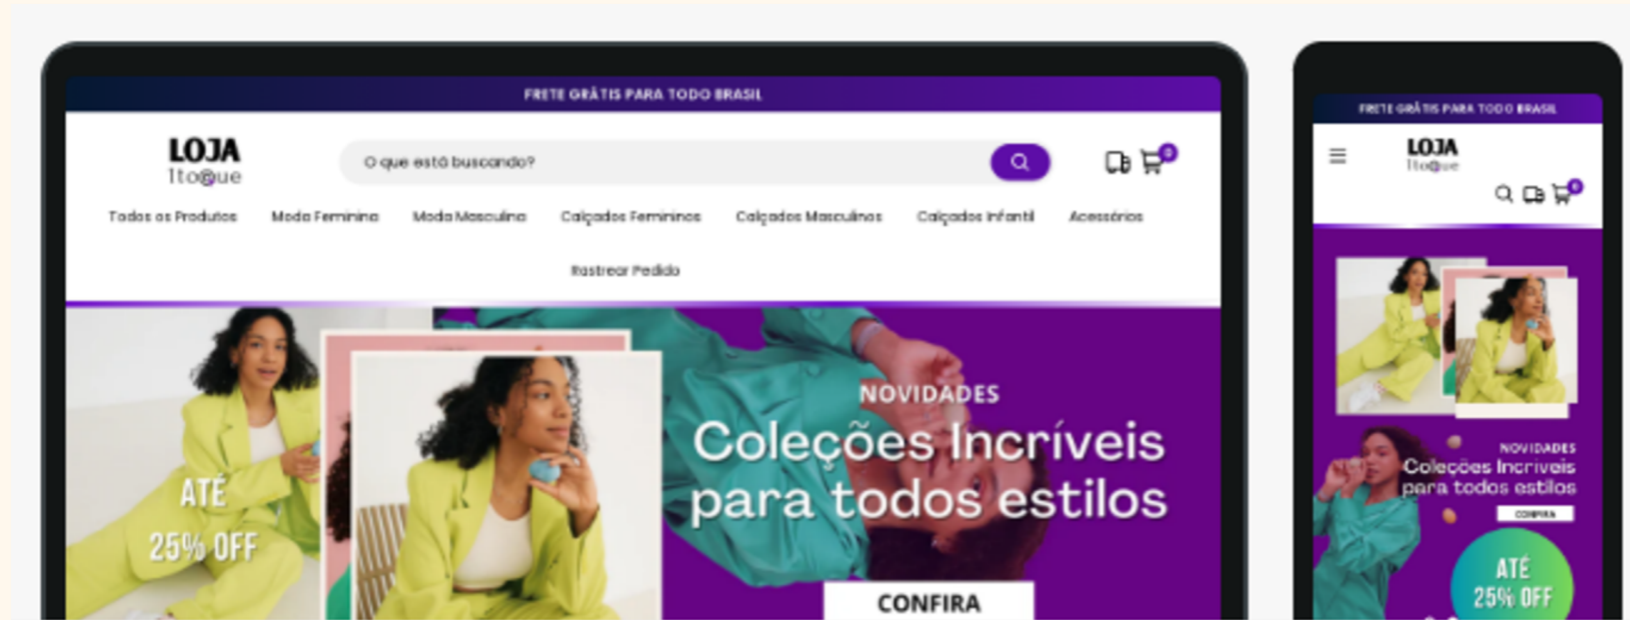 FRETE GRÁTIS PARA TODO BRASIL
LOJA
1toque
O que está buscando?
0
Todos os Produtos Moda Feminina Moda Masculina Calçados Femininos Calçados Masculinos Calçados Infantil Acessórios
Rastrear Pedido
ATÉ
25% OFF
NOVIDADES
Coleções Incríveis
para todos estilos
CONFIRA
FRETE GRÁTIS PARA TODO BRASIL
LOJA
1toque
0
NOVIDADES
Coleções Incríveis
para todos estilos
CONFIRA
ATÉ
25% OFF